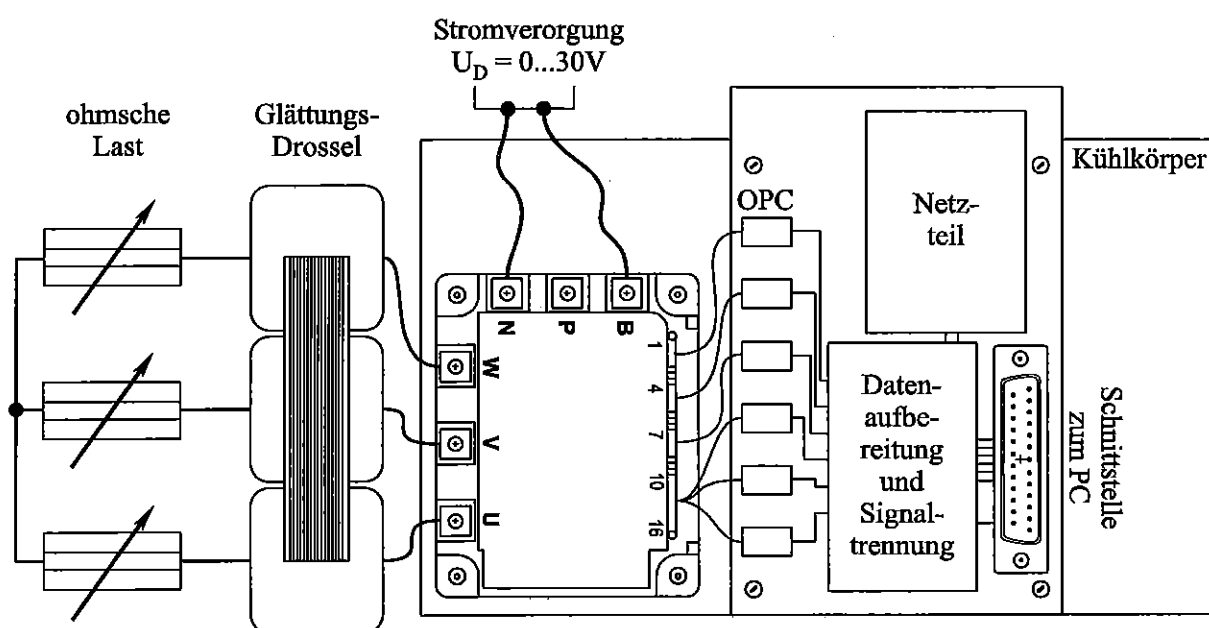 Stromverorgung
U_D = 0...30V
ohmsche
Last
Glättungs-
Drossel
Kühlkörper
OPC
Netz-
teil
N
P
B
W
V
U
1
4
7
10
16
Daten-
aufbe-
reitung
und
Signal-
trennung
Schnittstelle
zum PC